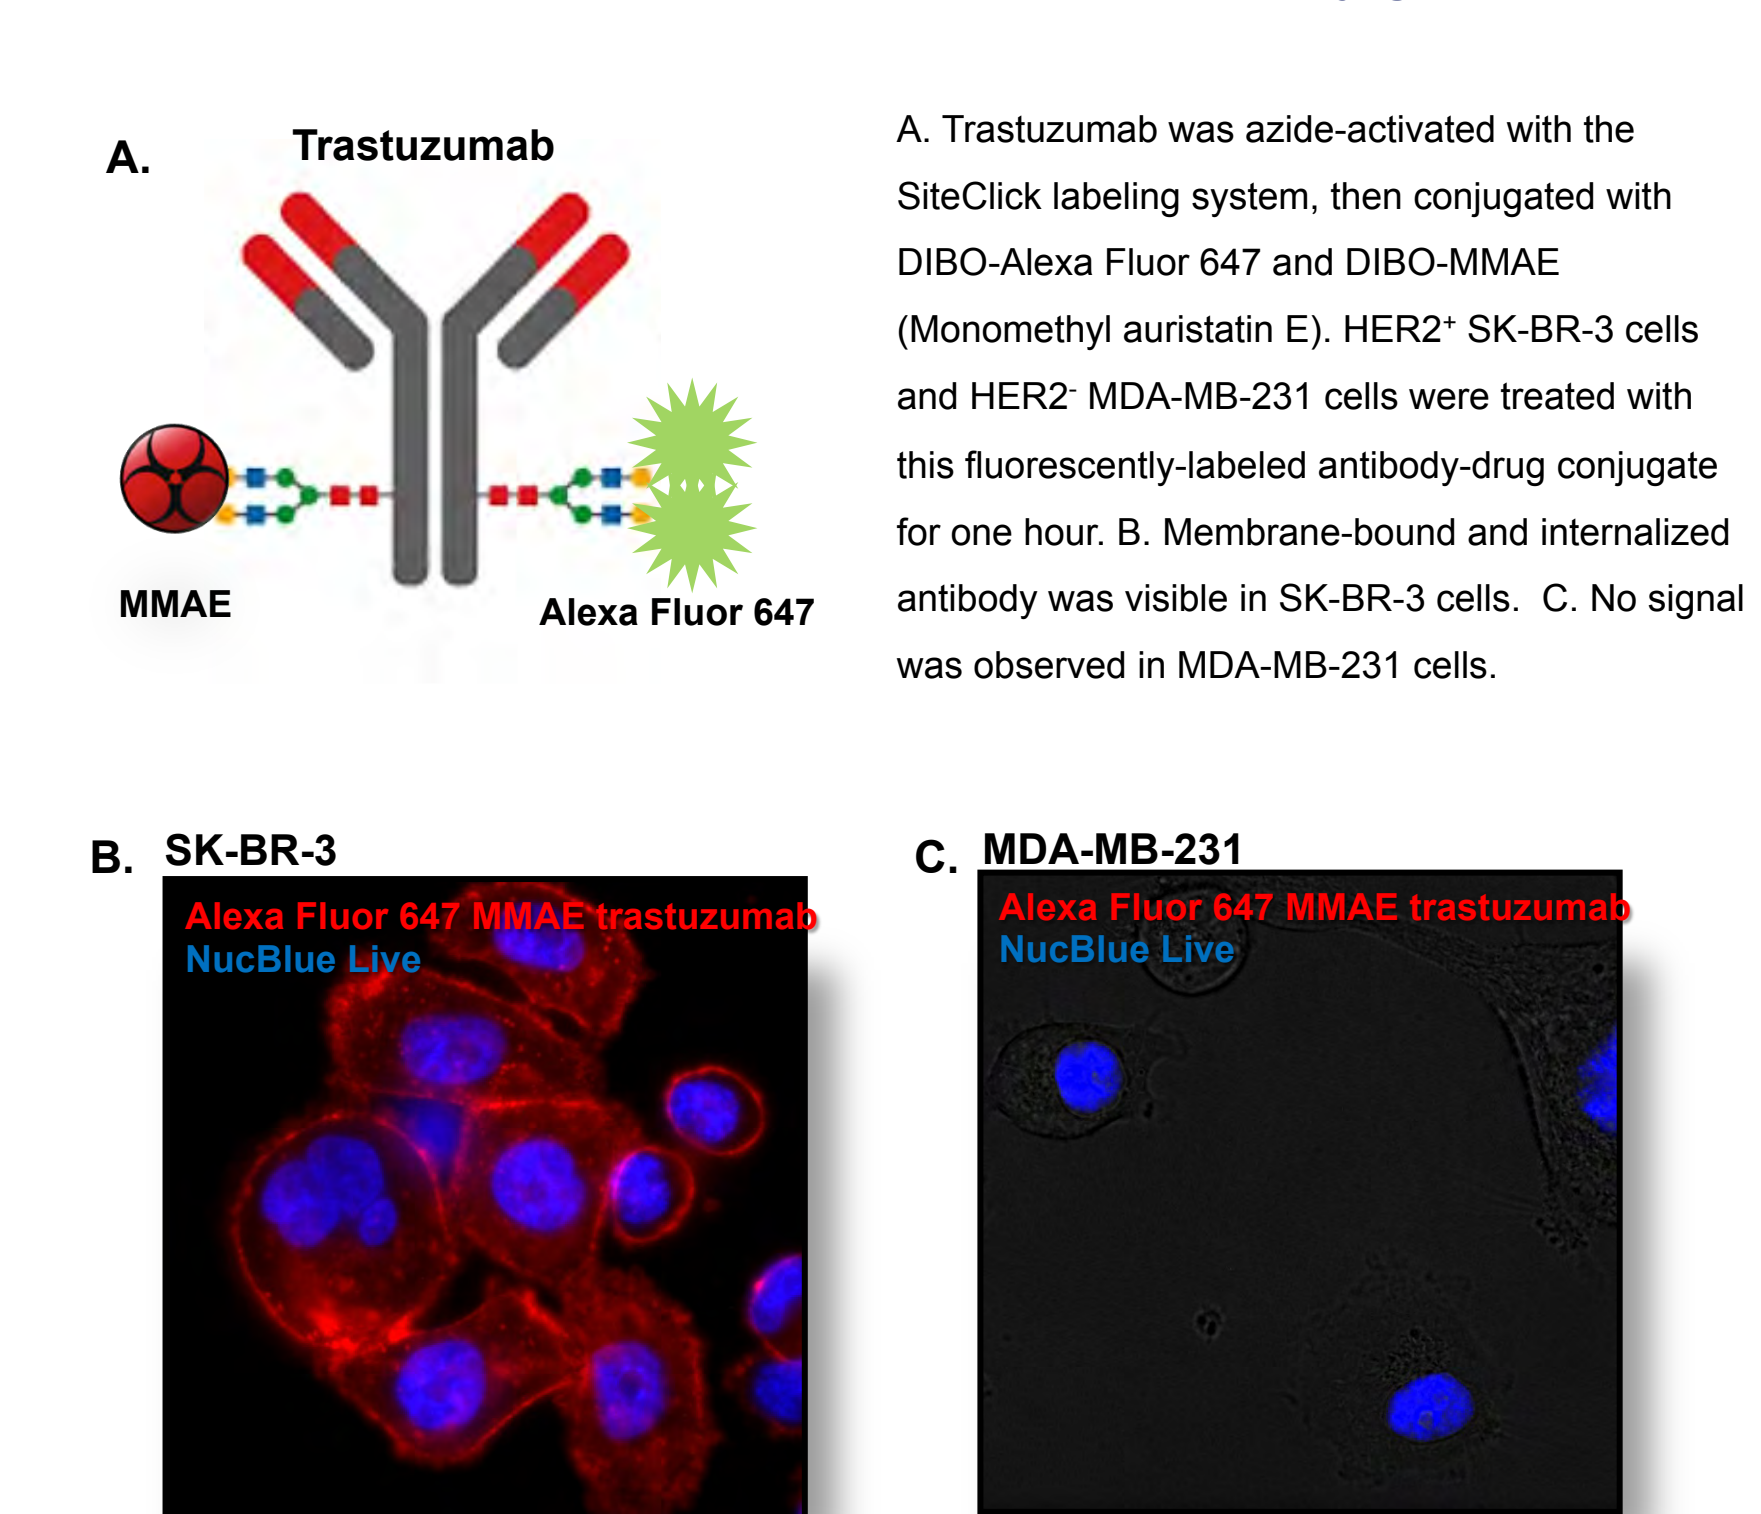 A.
Trastuzumab
MMAE
Alexa Fluor 647
A. Trastuzumab was azide-activated with the
SiteClick labeling system, then conjugated with
DIBO-Alexa Fluor 647 and DIBO-MMAE
(Monomethyl auristatin E). HER2⁺ SK-BR-3 cells
and HER2⁻ MDA-MB-231 cells were treated with
this fluorescently-labeled antibody-drug conjugate
for one hour. B. Membrane-bound and internalized
antibody was visible in SK-BR-3 cells.  C. No signal
was observed in MDA-MB-231 cells.
B.
SK-BR-3
Alexa Fluor 647 MMAE trastuzumab
NucBlue Live
C.
MDA-MB-231
Alexa Fluor 647 MMAE trastuzumab
NucBlue Live